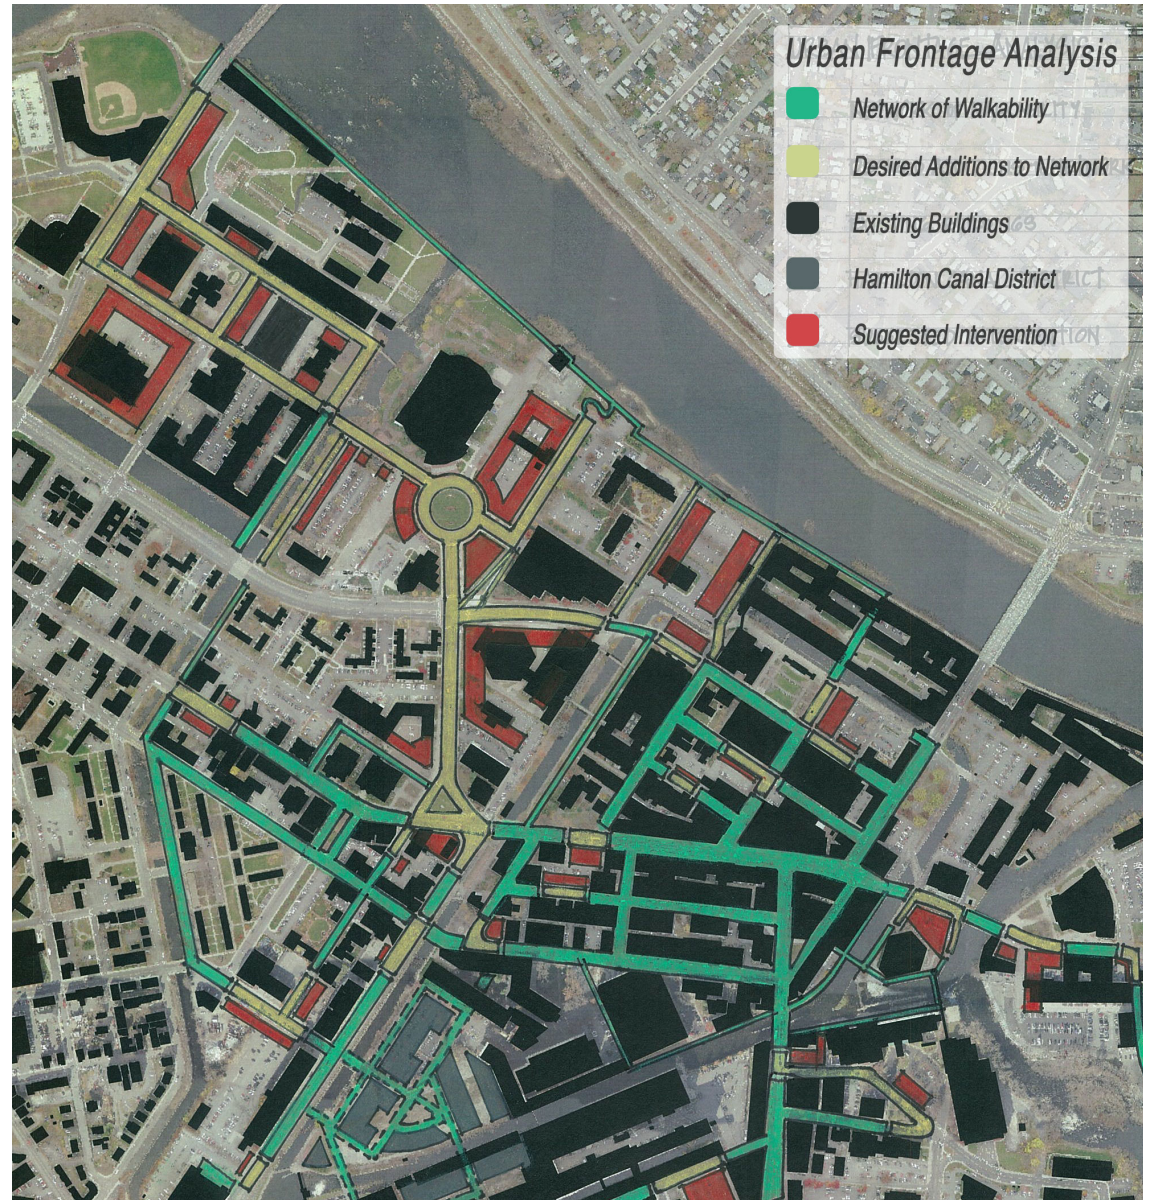 Urban Frontage Analysis
Network of Walkability
Desired Additions to Network
Existing Buildings
Hamilton Canal District
Suggested Intervention